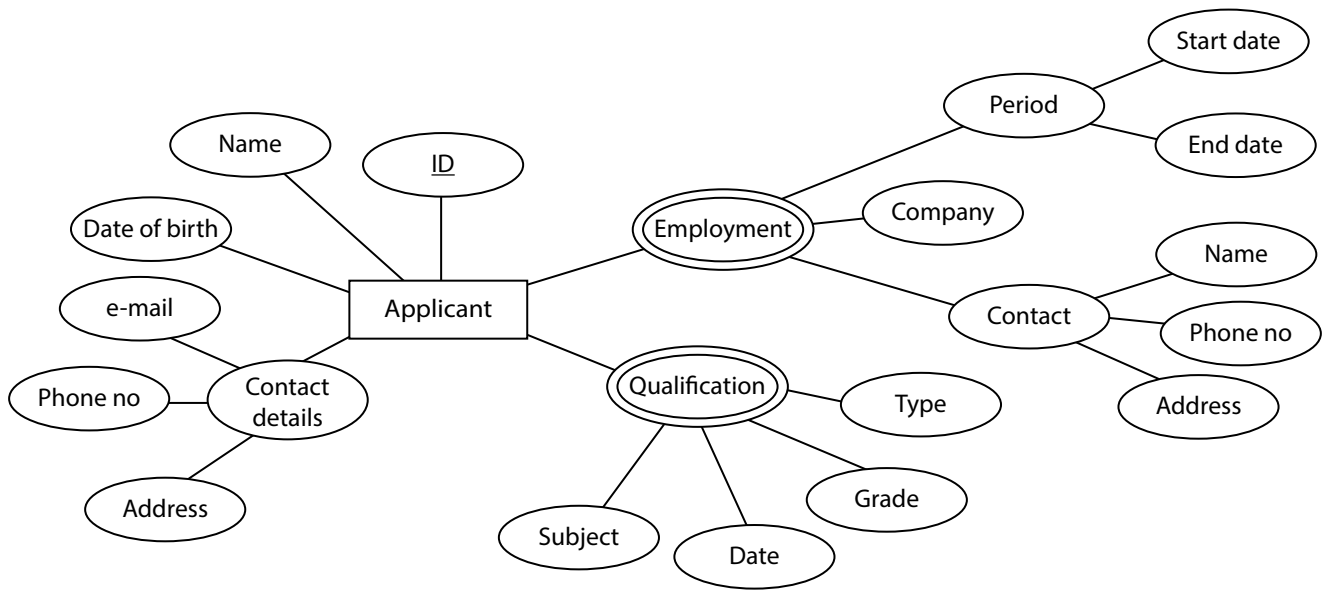 Start date
Period
End date
Name
ID
Company
Date of birth
Employment
Name
e-mail
Applicant
Contact
Phone no
Contact
details
Phone no
Qualification
Type
Address
Address
Grade
Subject
Date